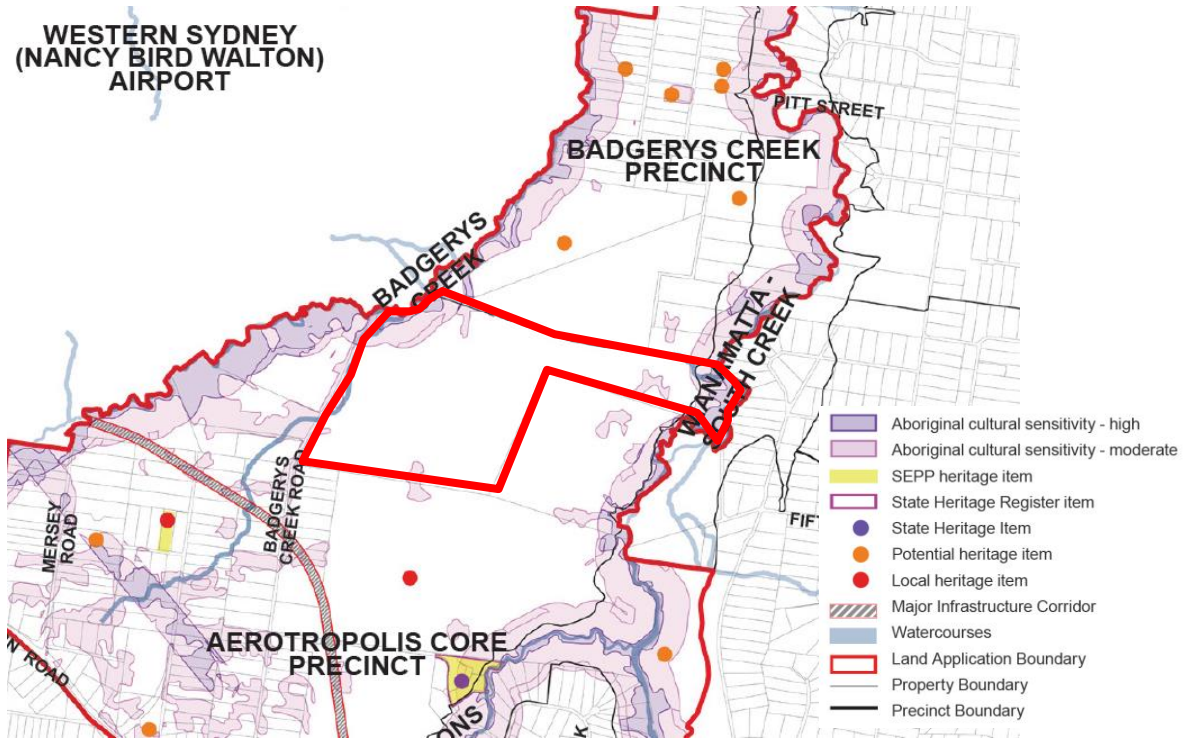 WESTERN SYDNEY
(NANCY BIRD WALTON)
AIRPORT
PITT STREET
BADGERYS CREEK
PRECINCT
BADGERYS
CREEK
WIANAMATTA -
SOUTH CREEK
MERSEY
ROAD
BADGERYS
CREEK ROAD
FIFT
N ROAD
AEROTROPOLIS CORE
PRECINCT
ONS
K
Aboriginal cultural sensitivity - high
Aboriginal cultural sensitivity - moderate
SEPP heritage item
State Heritage Register item
State Heritage Item
Potential heritage item
Local heritage item
Major Infrastructure Corridor
Watercourses
Land Application Boundary
Property Boundary
Precinct Boundary